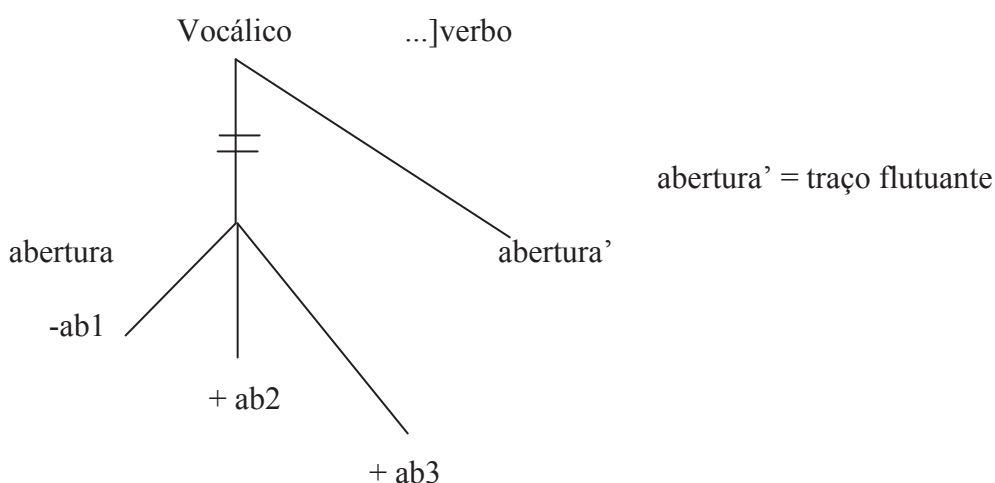 Vocálico ...]verbo
abertura’ = traço flutuante
abertura abertura’
-ab1
+ ab2
+ ab3